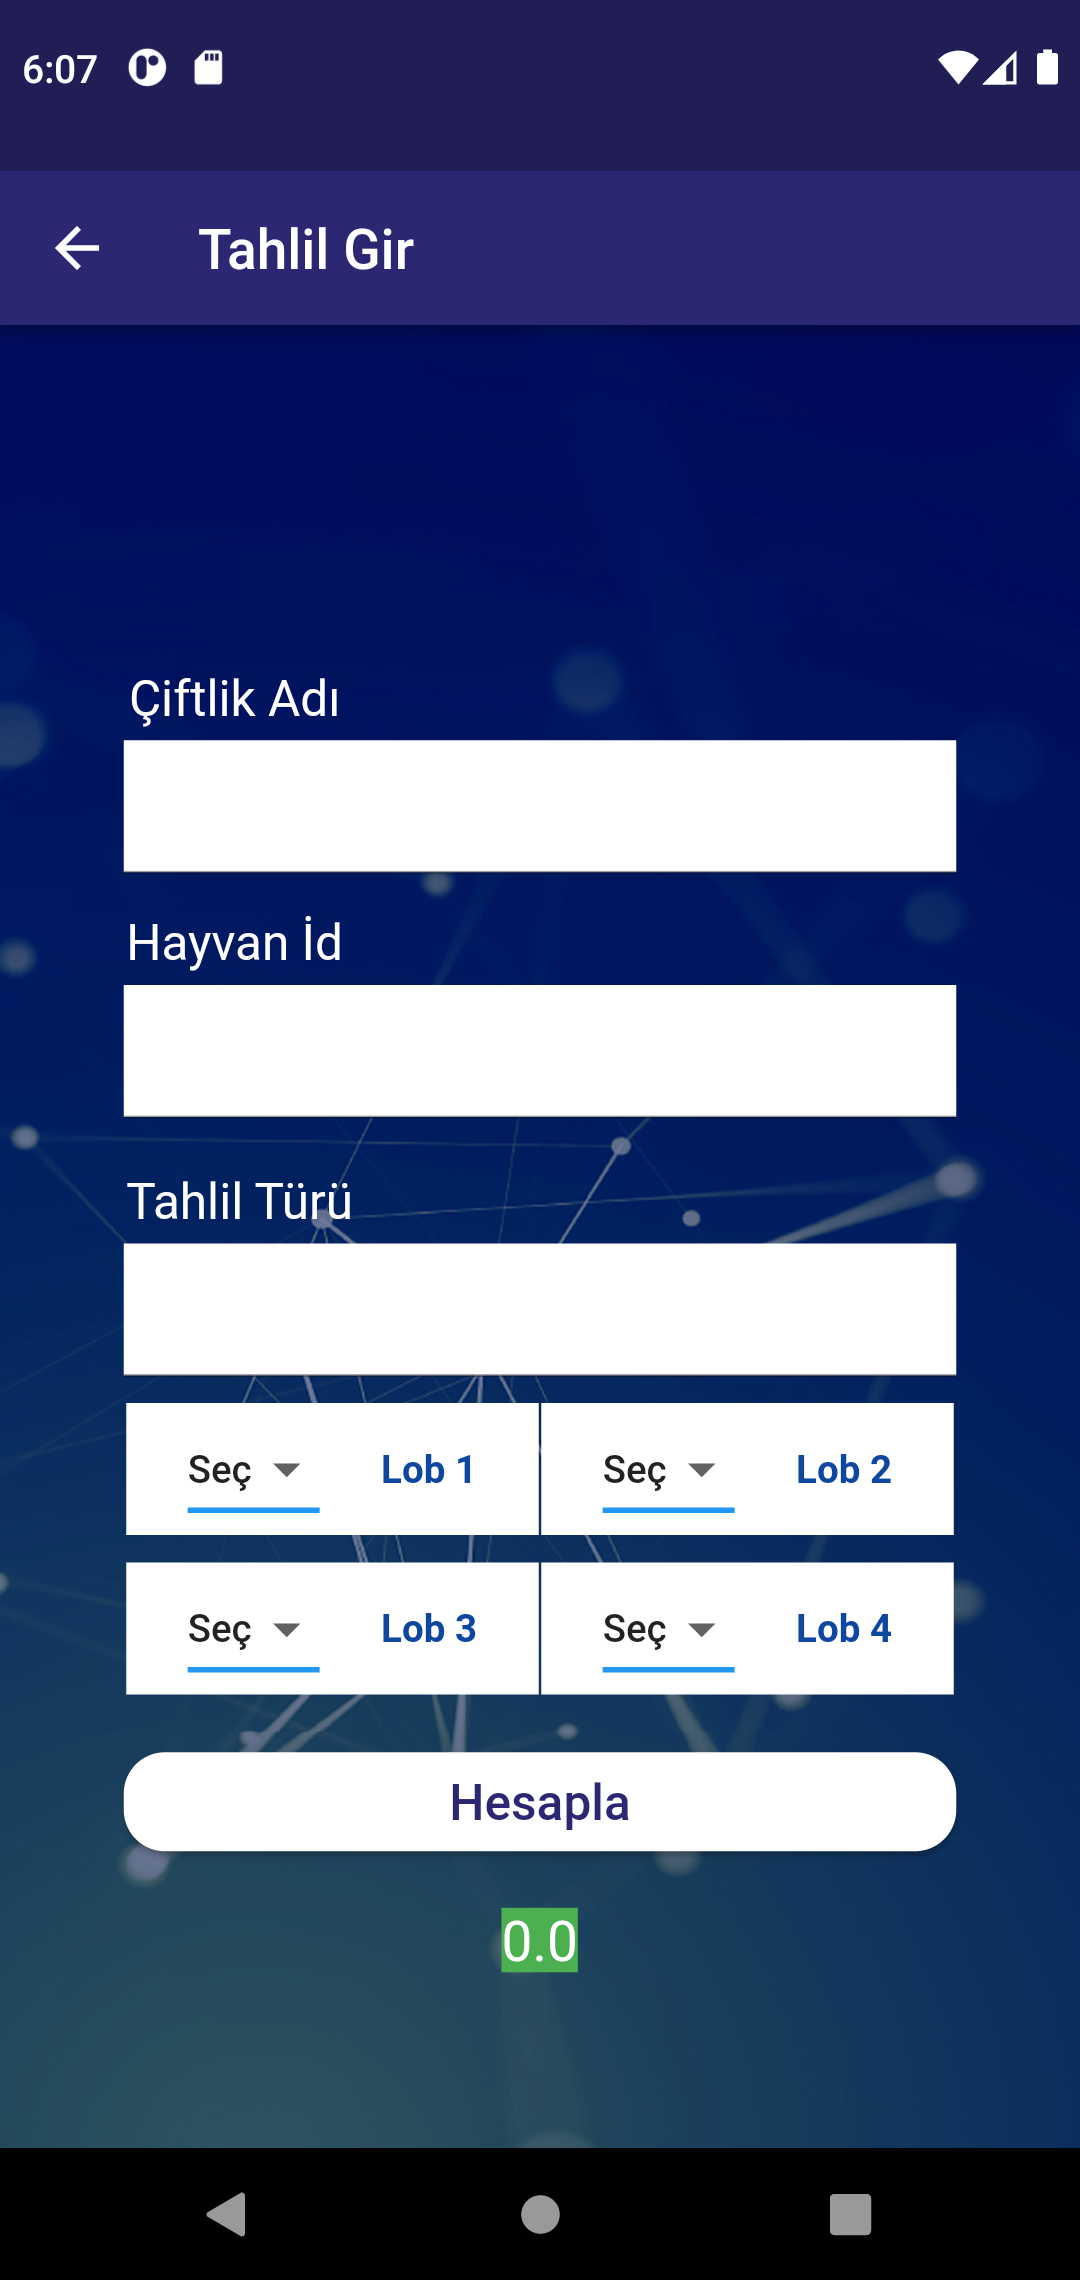 6:07
Tahlil Gir
Çiftlik Adı
Hayvan İd
Tahlil Türü
Seç Lob 1 Seç Lob 2
Seç Lob 3 Seç Lob 4
Hesapla
0.0